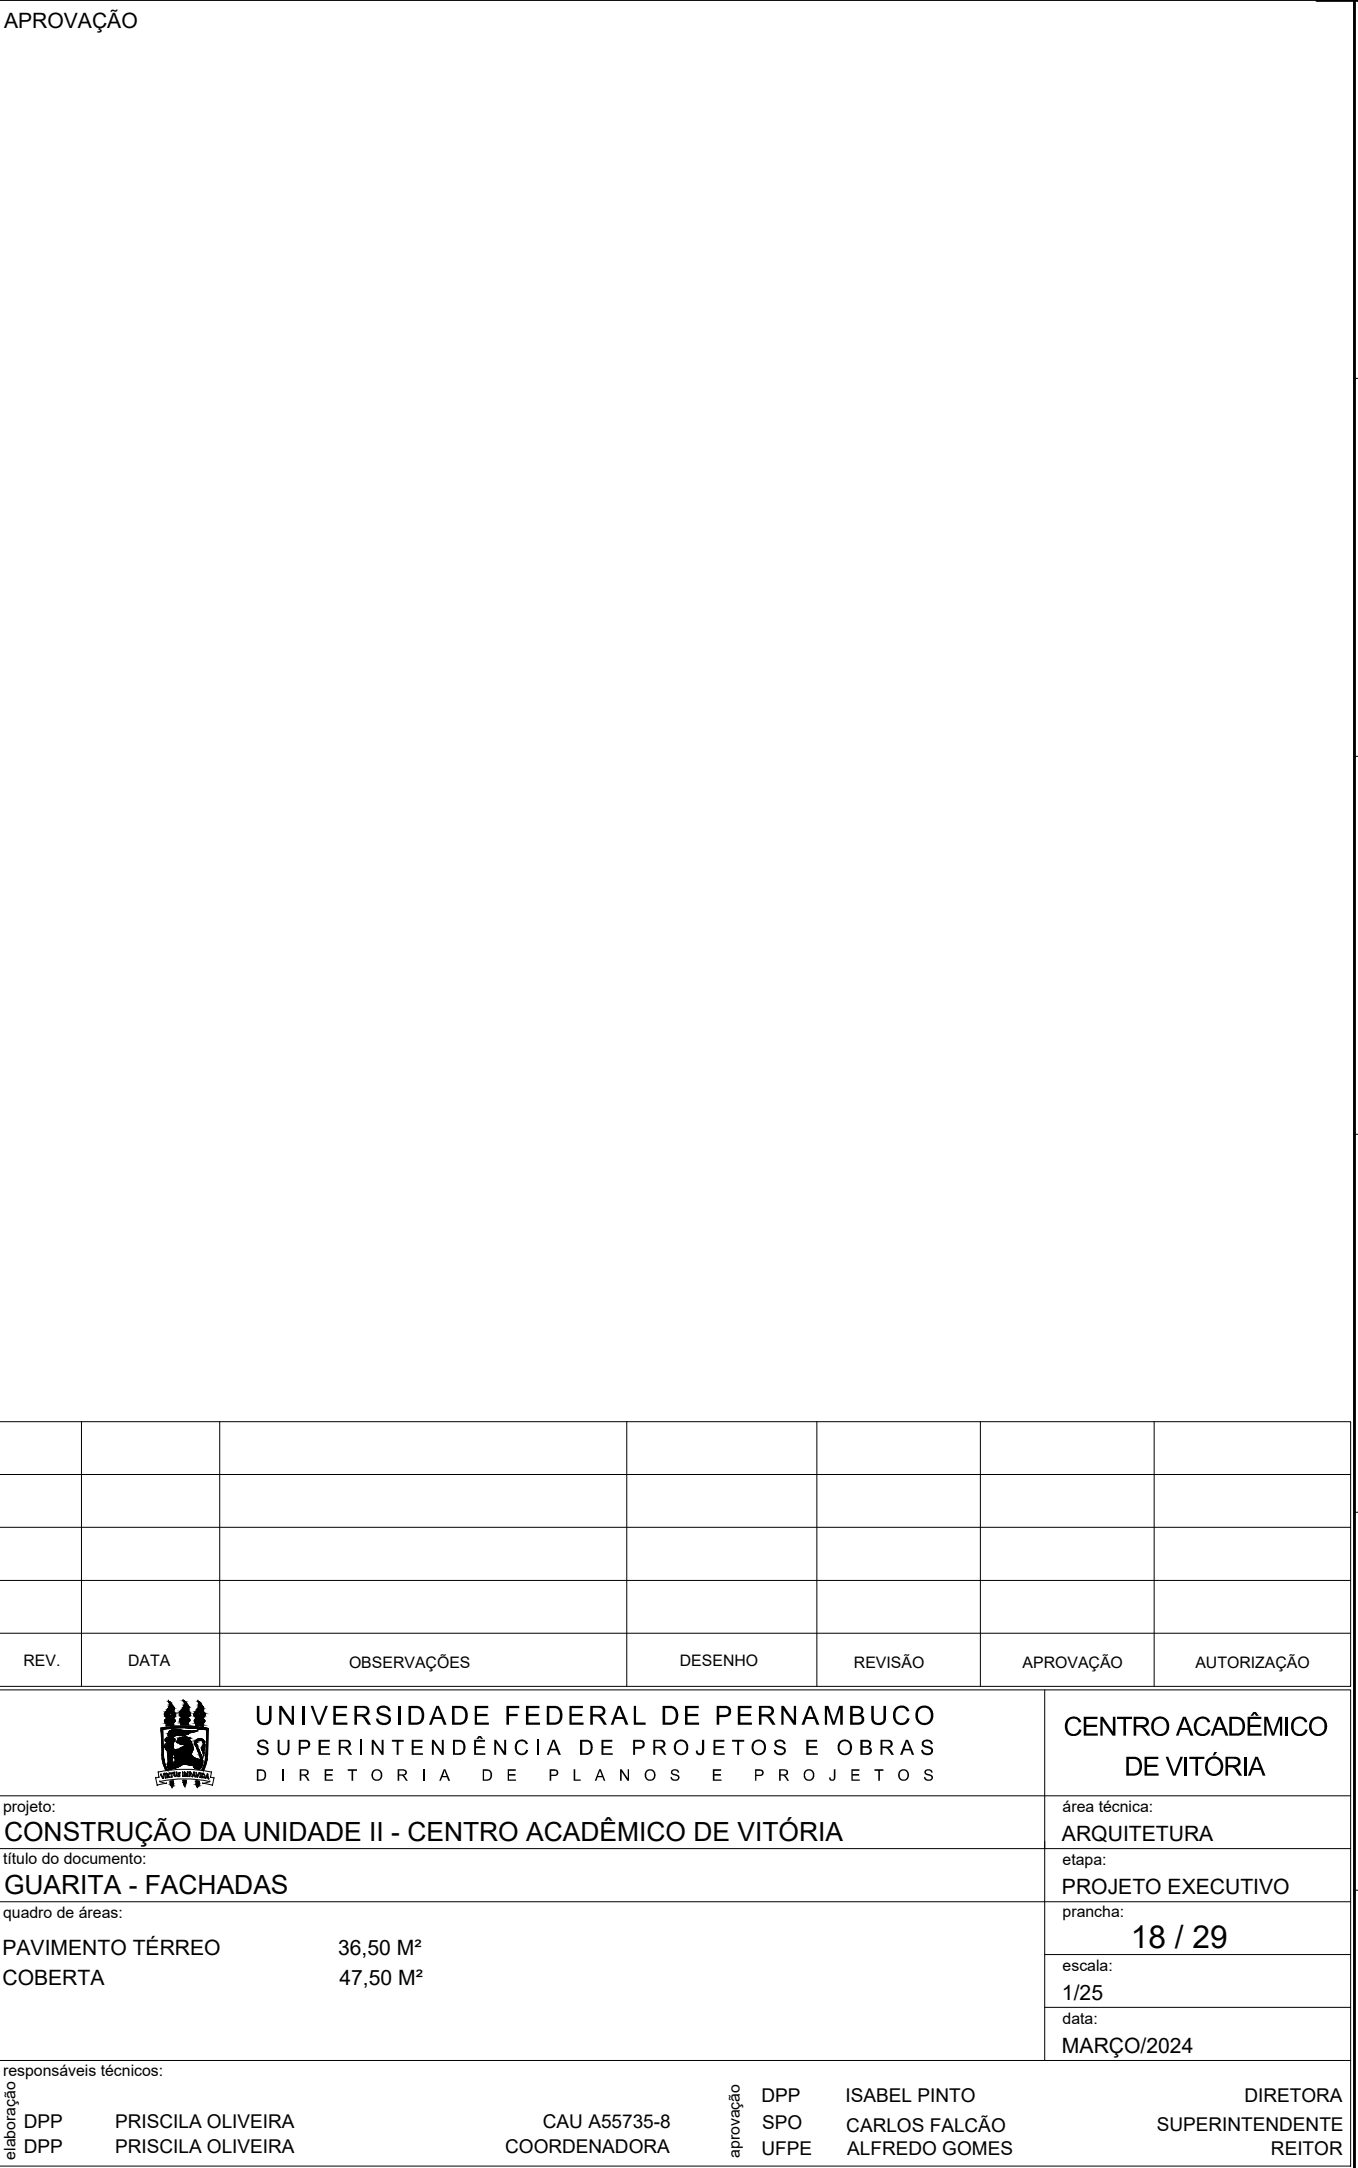 APROVAÇÃO
REV. DATA OBSERVAÇÕES DESENHO REVISÃO APROVAÇÃO AUTORIZAÇÃO
UNIVERSIDADE FEDERAL DE PERNAMBUCO
SUPERINTENDÊNCIA DE PROJETOS E OBRAS
DIRETORIA DE PLANOS E PROJETOS
CENTRO ACADÊMICO
DE VITÓRIA
projeto:
CONSTRUÇÃO DA UNIDADE II - CENTRO ACADÊMICO DE VITÓRIA
área técnica:
ARQUITETURA
título do documento:
GUARITA - FACHADAS
etapa:
PROJETO EXECUTIVO
quadro de áreas:
PAVIMENTO TÉRREO 36,50 M²
COBERTA 47,50 M²
prancha:
18 / 29
escala:
1/25
data:
MARÇO/2024
responsáveis técnicos:
elaboração
DPP PRISCILA OLIVEIRA CAU A55735-8
DPP PRISCILA OLIVEIRA COORDENADORA
aprovação
DPP ISABEL PINTO DIRETORA
SPO CARLOS FALCÃO SUPERINTENDENTE
UFPE ALFREDO GOMES REITOR